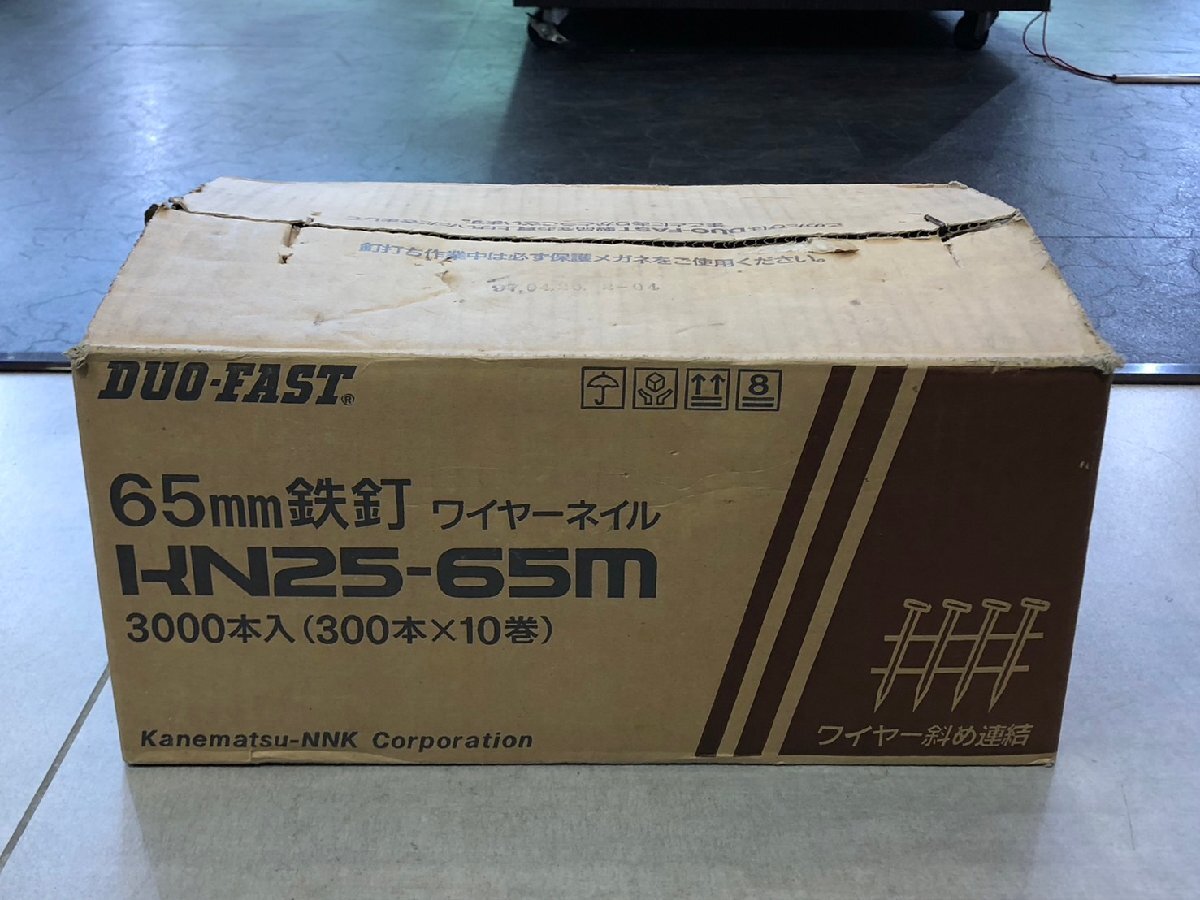 釘打ち作業中は必ず保護メガネをご使用ください。
DUO-FAST®
8
65mm鉄釘 ワイヤーネイル
KN25-65m
3000本入(300本×10巻)
Kanematsu-NNK Corporation
ワイヤー斜め連結